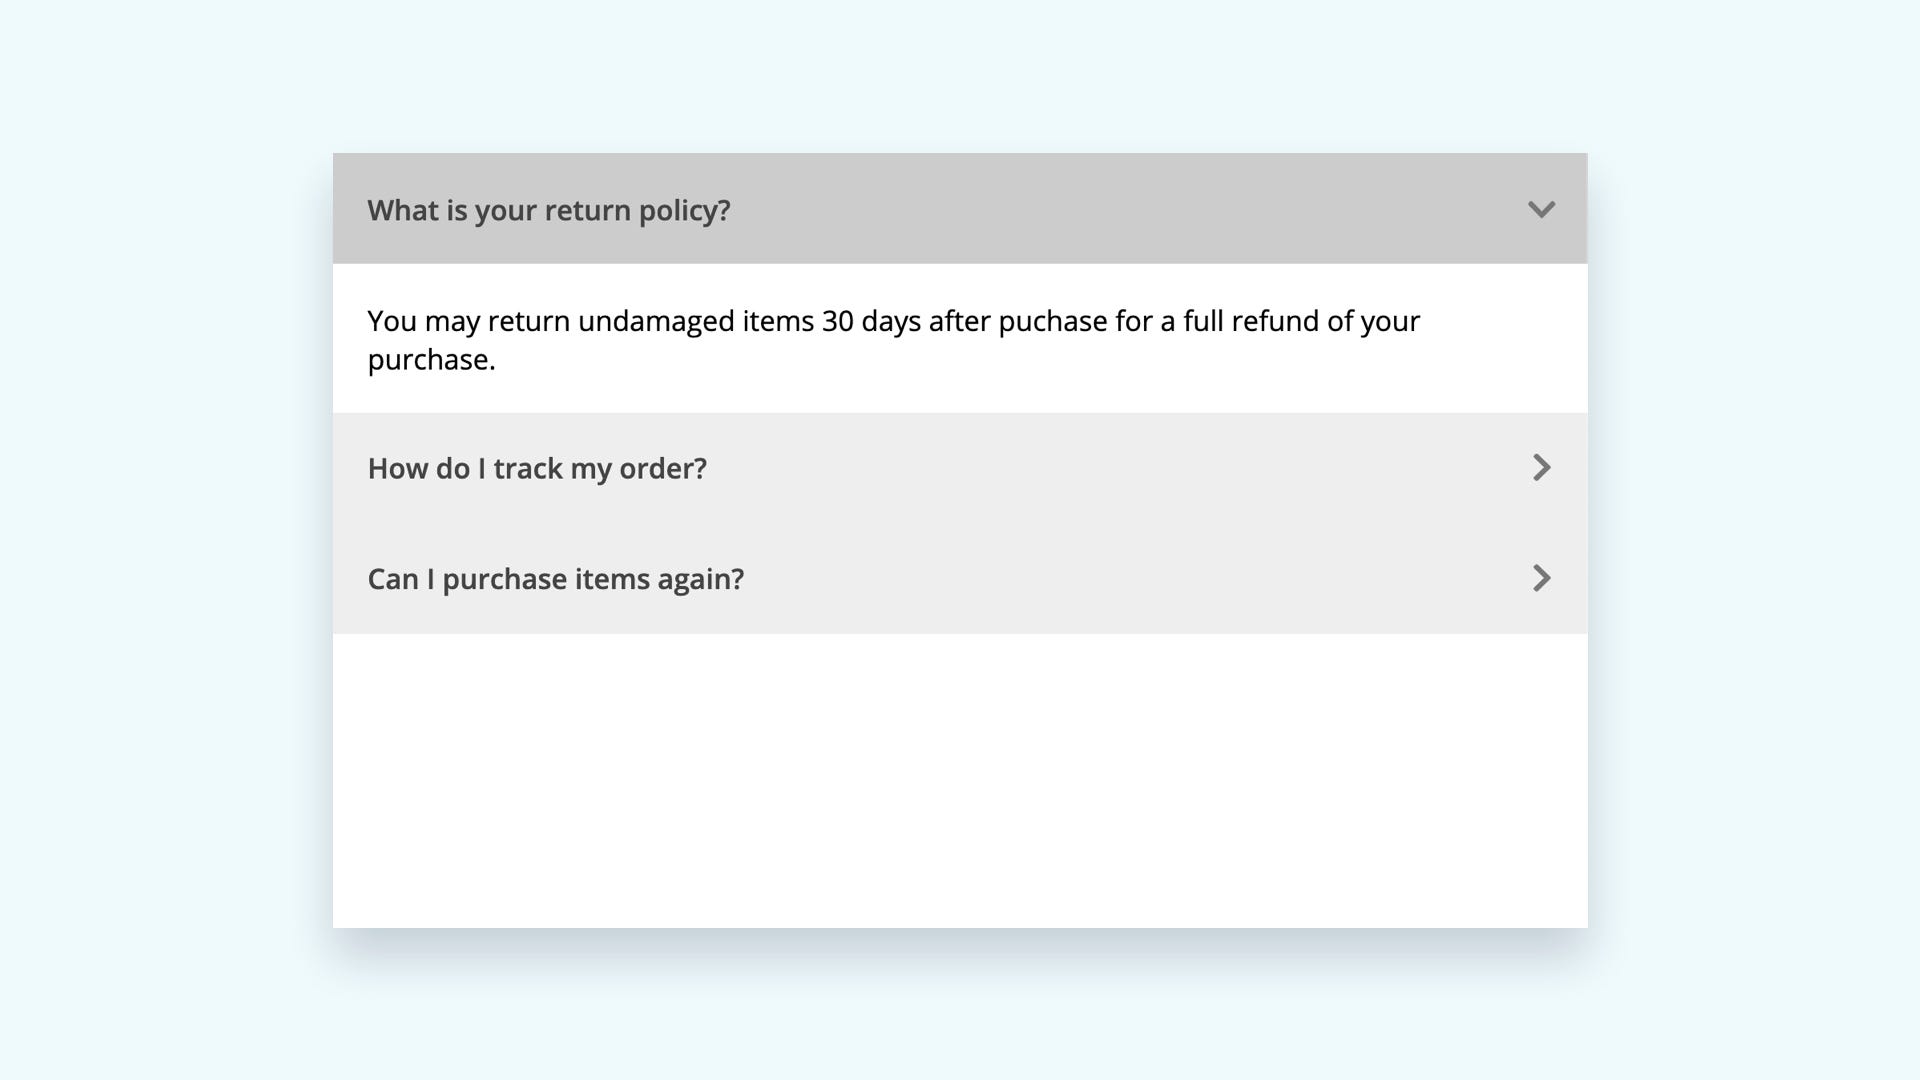 What is your return policy?
You may return undamaged items 30 days after puchase for a full refund of your
purchase.
How do I track my order?
Can I purchase items again?